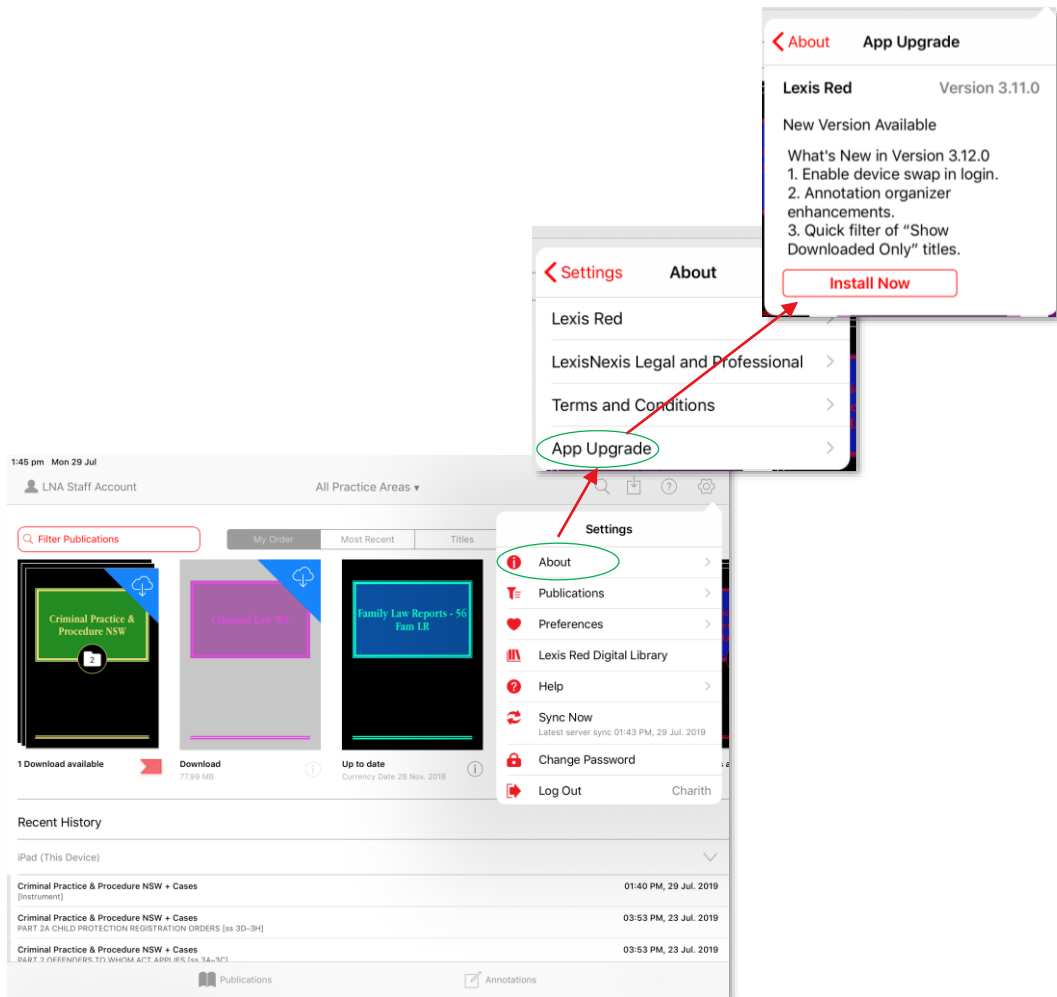 About
App Upgrade
Lexis Red
Version 3.11.0
New Version Available
What's New in Version 3.12.0
1. Enable device swap in login.
2. Annotation organizer
enhancements.
3. Quick filter of “Show
Downloaded Only” titles.
Install Now
Settings
About
Lexis Red
LexisNexis Legal and Professional
Terms and Conditions
App Upgrade
1:45 pm Mon 29 Jul
LNA Staff Account
All Practice Areas ▾
Filter Publications
My Order
Most Recent
Titles
Criminal Practice &
Procedure NSW
2
Criminal Law WA
Family Law Reports - 56
Fam LR
1 Download available
Download
77.99 MB
Up to date
Currency Date 28 Nov. 2018
Settings
About
Publications
Preferences
Lexis Red Digital Library
Help
Sync Now
Latest server sync 01:43 PM, 29 Jul. 2019
Change Password
Log Out
Charith
Recent History
iPad (This Device)
Criminal Practice & Procedure NSW + Cases
01:40 PM, 29 Jul. 2019
[Instrument]
Criminal Practice & Procedure NSW + Cases
03:53 PM, 23 Jul. 2019
PART 2A CHILD PROTECTION REGISTRATION ORDERS [ss 3D–3H]
Criminal Practice & Procedure NSW + Cases
03:53 PM, 23 Jul. 2019
PART 2 OFFENDERS TO WHOM ACT APPLIES [ss 3A–3C]
Publications
Annotations